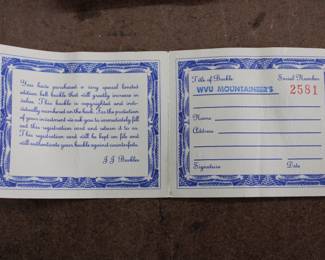 You have purchased a very special limited
edition belt buckle that will greatly increase in
value. This buckle is copyrighted and indi-
vidually numbered on the back. For the protection
of your investment we ask you to immediately fill
out this registration card and return it to us.
This registration card will be kept on file and
will authenticate your buckle against counterfeits.
J.J. Buckles
Title of Buckle Serial Number
WVU MOUNTAINEER'S 2581
Name
Address
Signature Date